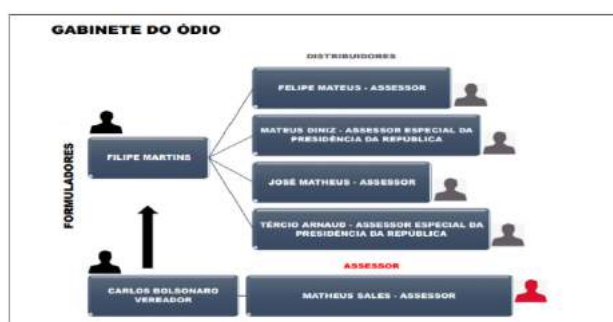 GABINETE DO ÓDIO
DISTRIBUIDORES
FELIPE MATEUS - ASSESSOR
MATEUS DINIZ - ASSESSOR ESPECIAL DA
PRESIDÊNCIA DA REPÚBLICA
FORMULADORES
FILIPE MARTINS
JOSÉ MATHEUS - ASSESSOR
TÉRCIO ARNAUD - ASSESSOR ESPECIAL DA
PRESIDÊNCIA DA REPÚBLICA
ASSESSOR
CARLOS BOLSONARO
VEREADOR
MATHEUS SALES - ASSESSOR